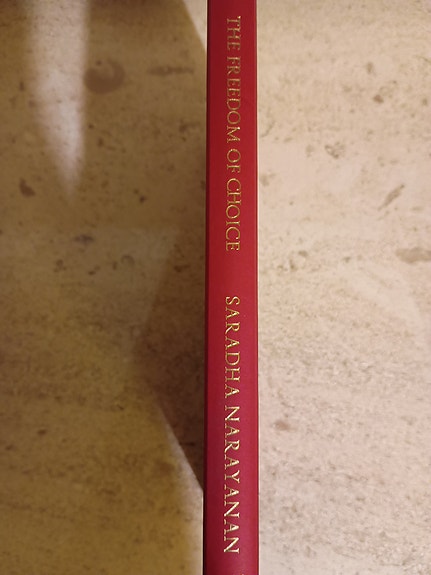 THE FREEDOM OF CHOICE
SARADHA NARAYANAN